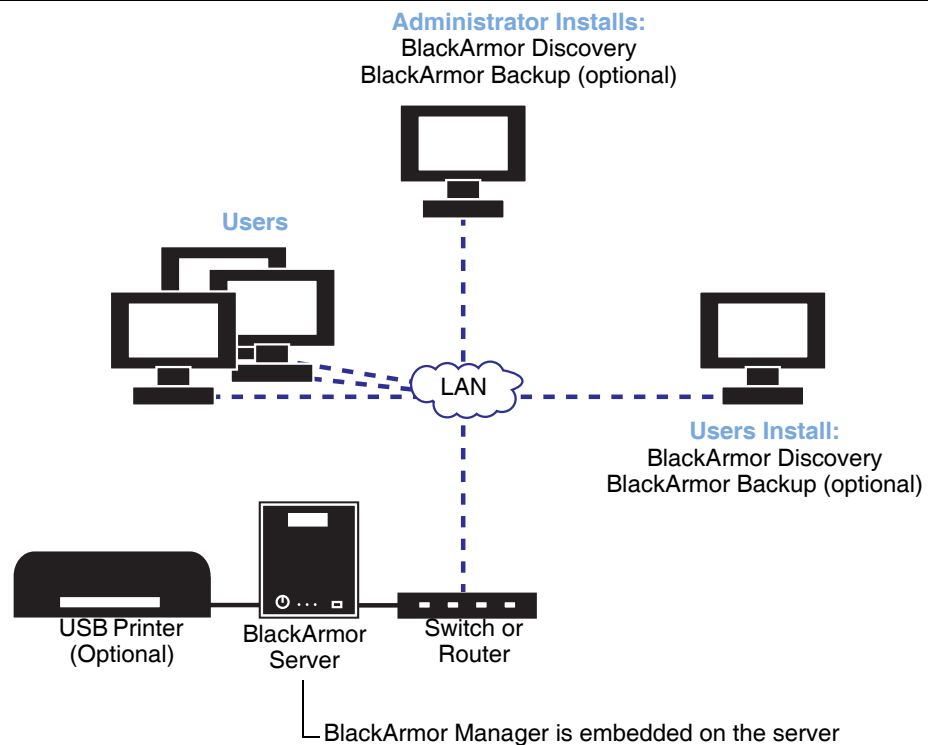 Administrator Installs:
BlackArmor Discovery
BlackArmor Backup (optional)
Users
LAN
Users Install:
BlackArmor Discovery
BlackArmor Backup (optional)
USB Printer
(Optional)
BlackArmor
Server
Switch or
Router
BlackArmor Manager is embedded on the server